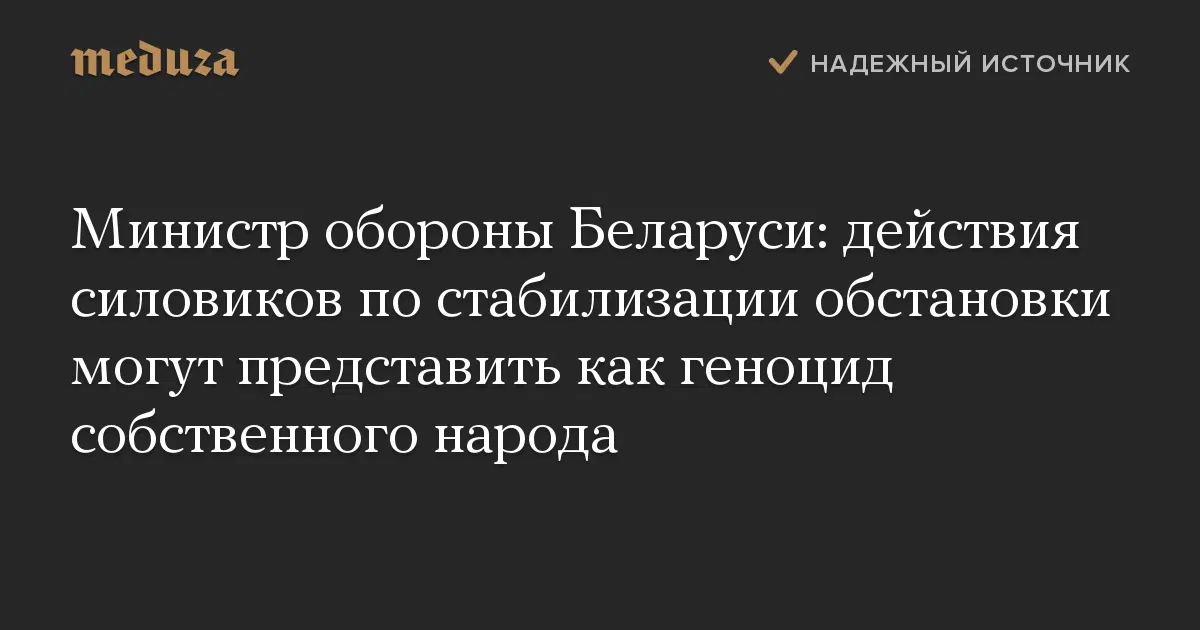 meduza
НАДЕЖНЫЙ ИСТОЧНИК
Министр обороны Беларуси: действия
силовиков по стабилизации обстановки
могут представить как геноцид
собственного народа